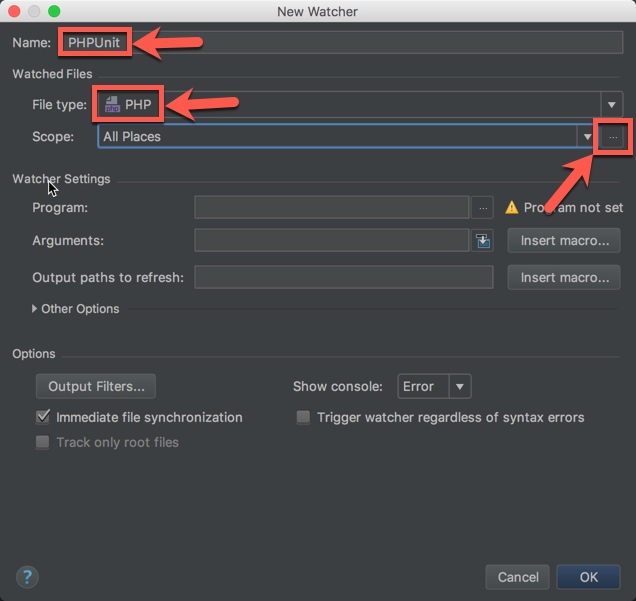 New Watcher
Name: PHPUnit
Watched Files
File type: php PHP
Scope: All Places ...
Watcher Settings
Program: ... Program not set
Arguments: Insert macro...
Output paths to refresh: Insert macro...
Other Options
Options
Output Filters... Show console: Error
Immediate file synchronization Trigger watcher regardless of syntax errors
Track only root files
? Cancel OK